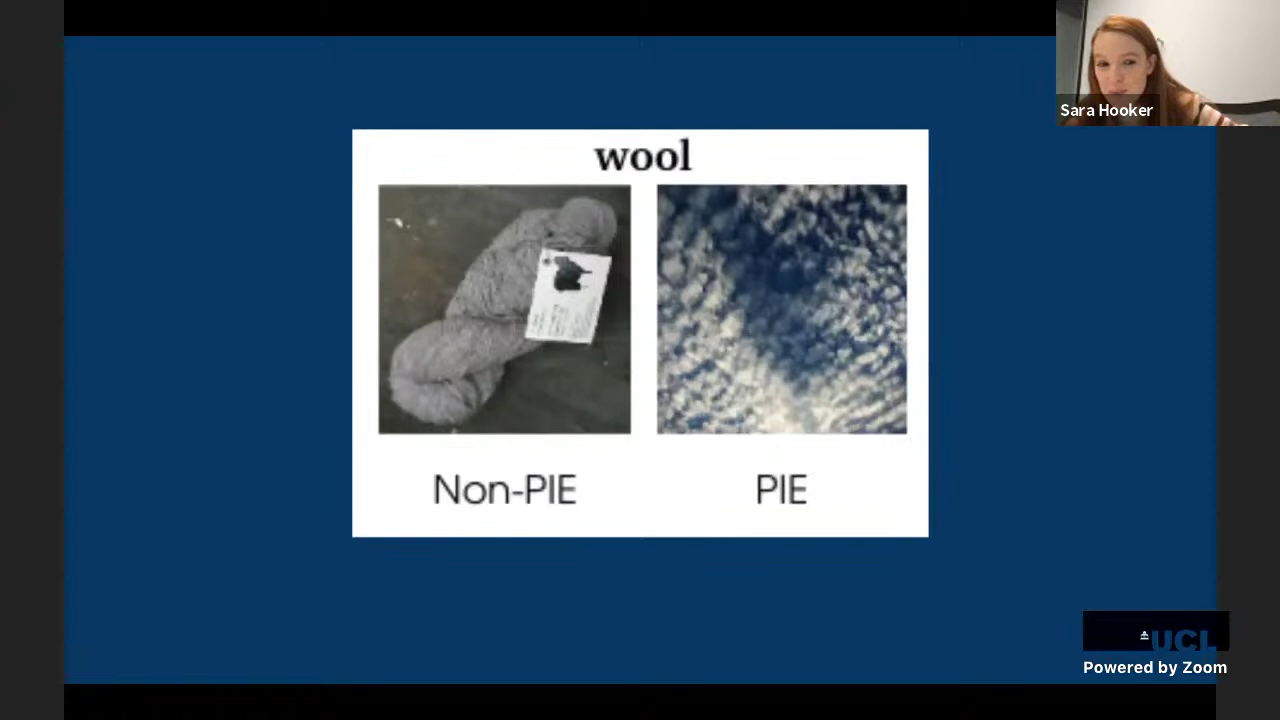 Sara Hooker
wool
Non-PIE
PIE
UCL
Powered by Zoom